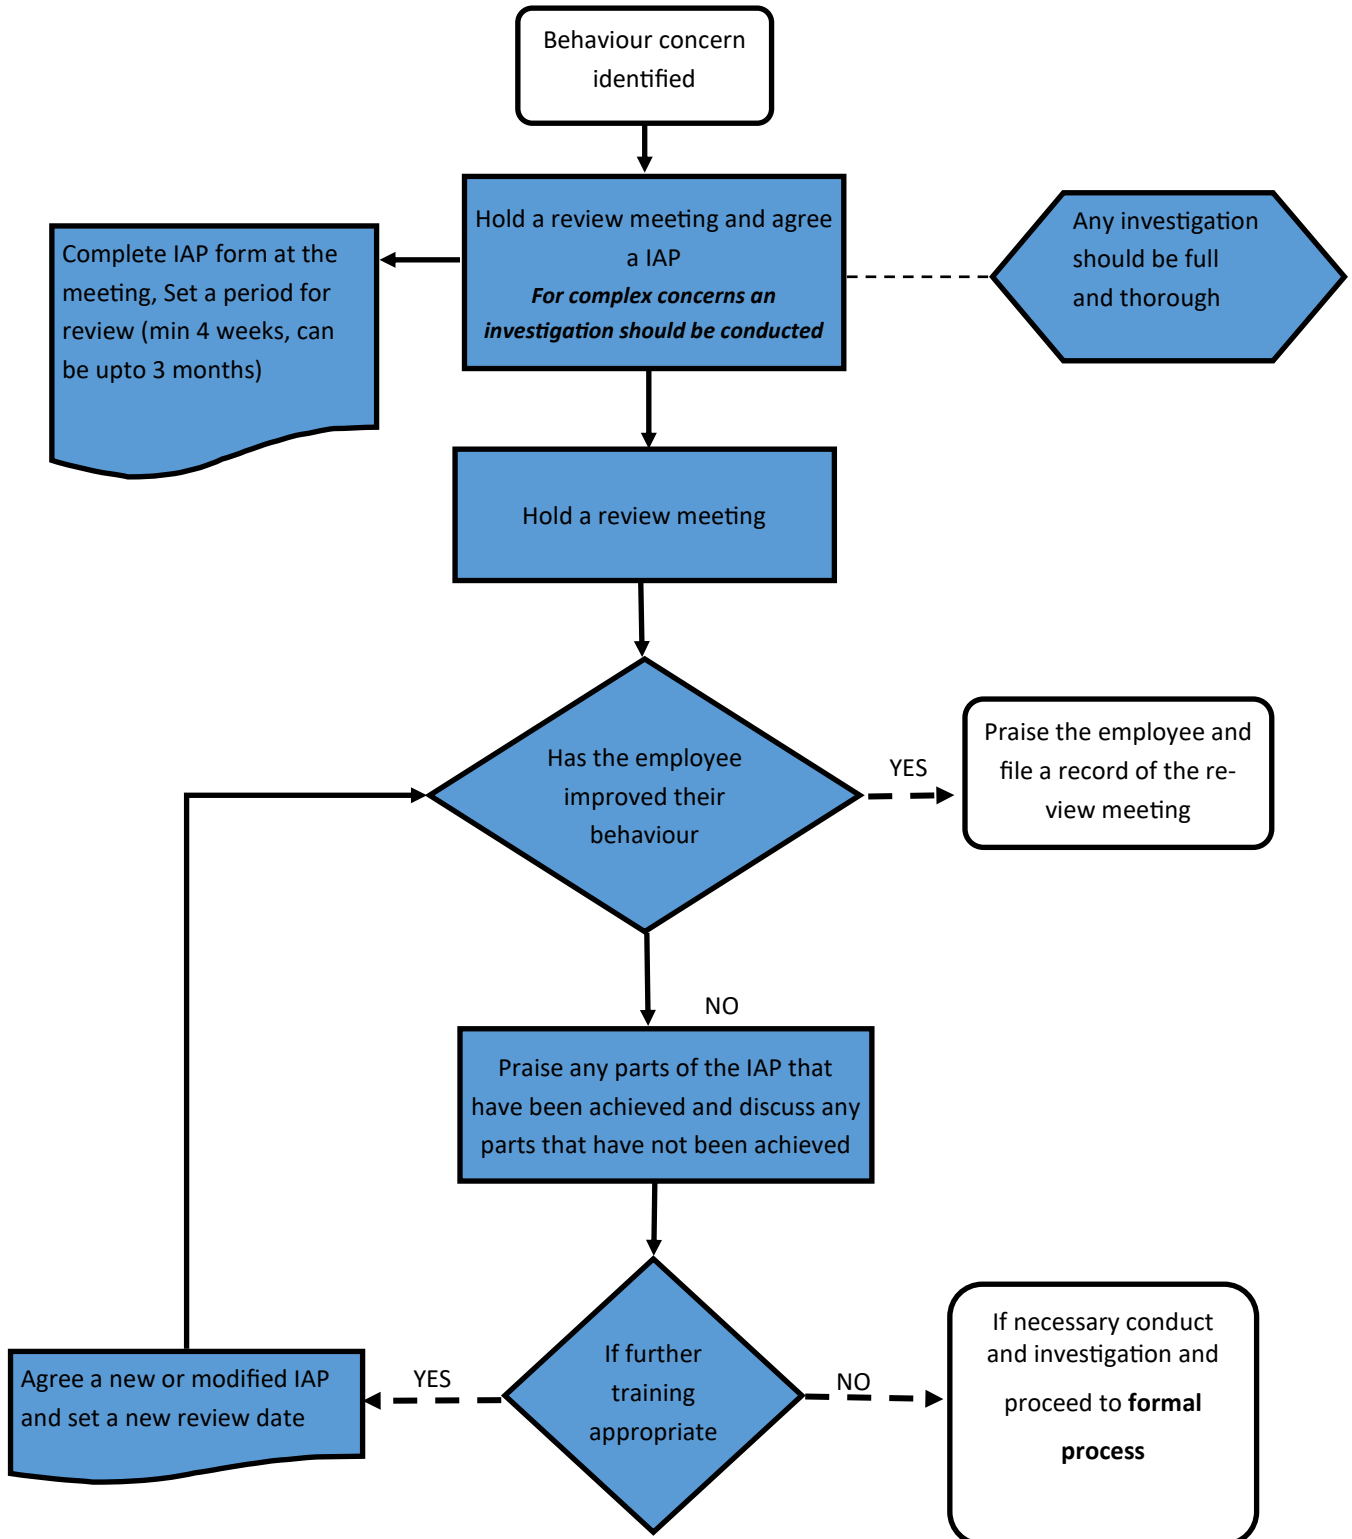 Behaviour concern
identified
Hold a review meeting and agree
a IAP
For complex concerns an
investigation should be conducted
Any investigation
should be full
and thorough
Complete IAP form at the
meeting, Set a period for
review (min 4 weeks, can
be upto 3 months)
Hold a review meeting
Has the employee
improved their
behaviour
YES
Praise the employee and
file a record of the re-
view meeting
NO
Praise any parts of the IAP that
have been achieved and discuss any
parts that have not been achieved
If further
training
appropriate
YES
Agree a new or modified IAP
and set a new review date
NO
If necessary conduct
and investigation and
proceed to formal
process